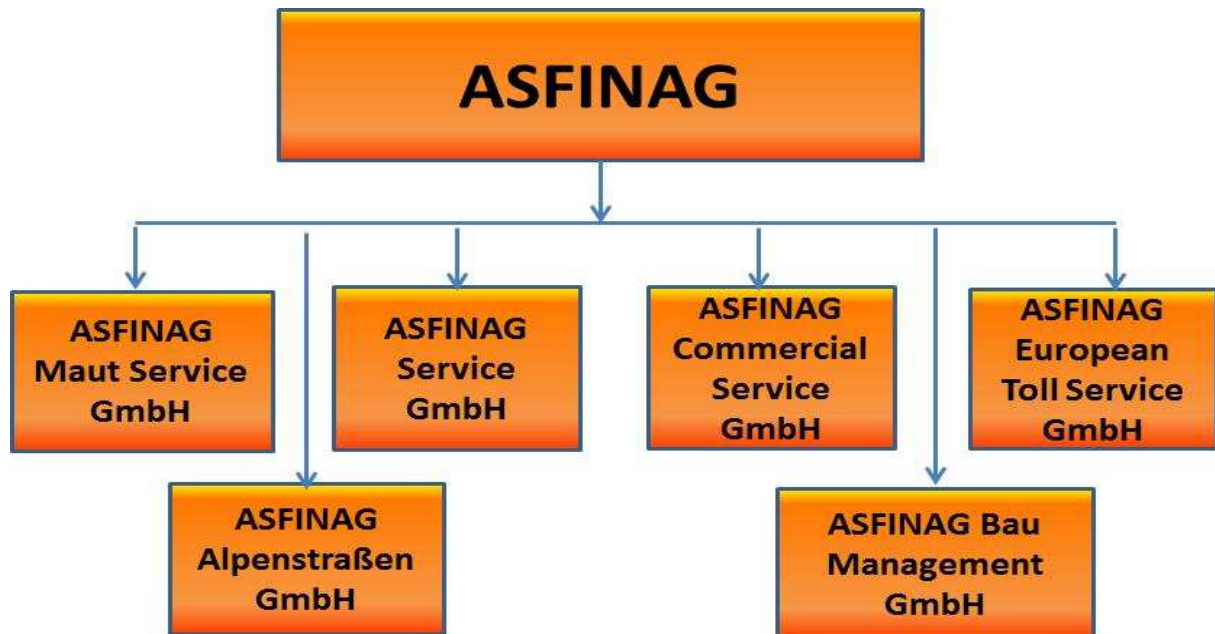 ASFINAG
ASFINAG
Maut Service
GmbH
ASFINAG
Service
GmbH
ASFINAG
Commercial
Service
GmbH
ASFINAG
European
Toll Service
GmbH
ASFINAG
Alpenstraßen
GmbH
ASFINAG Bau
Management
GmbH